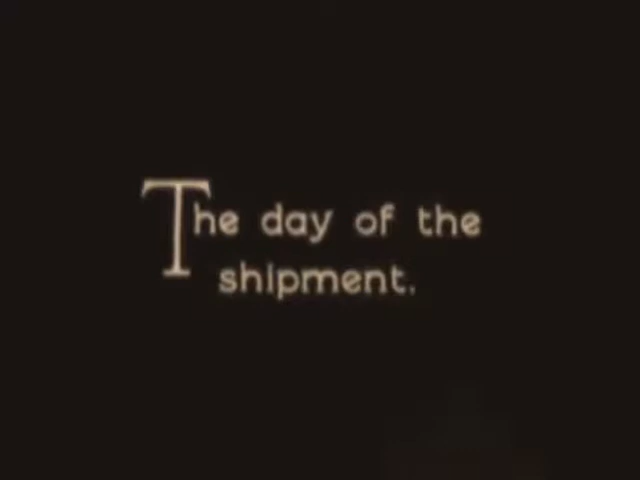 The day of the
shipment.